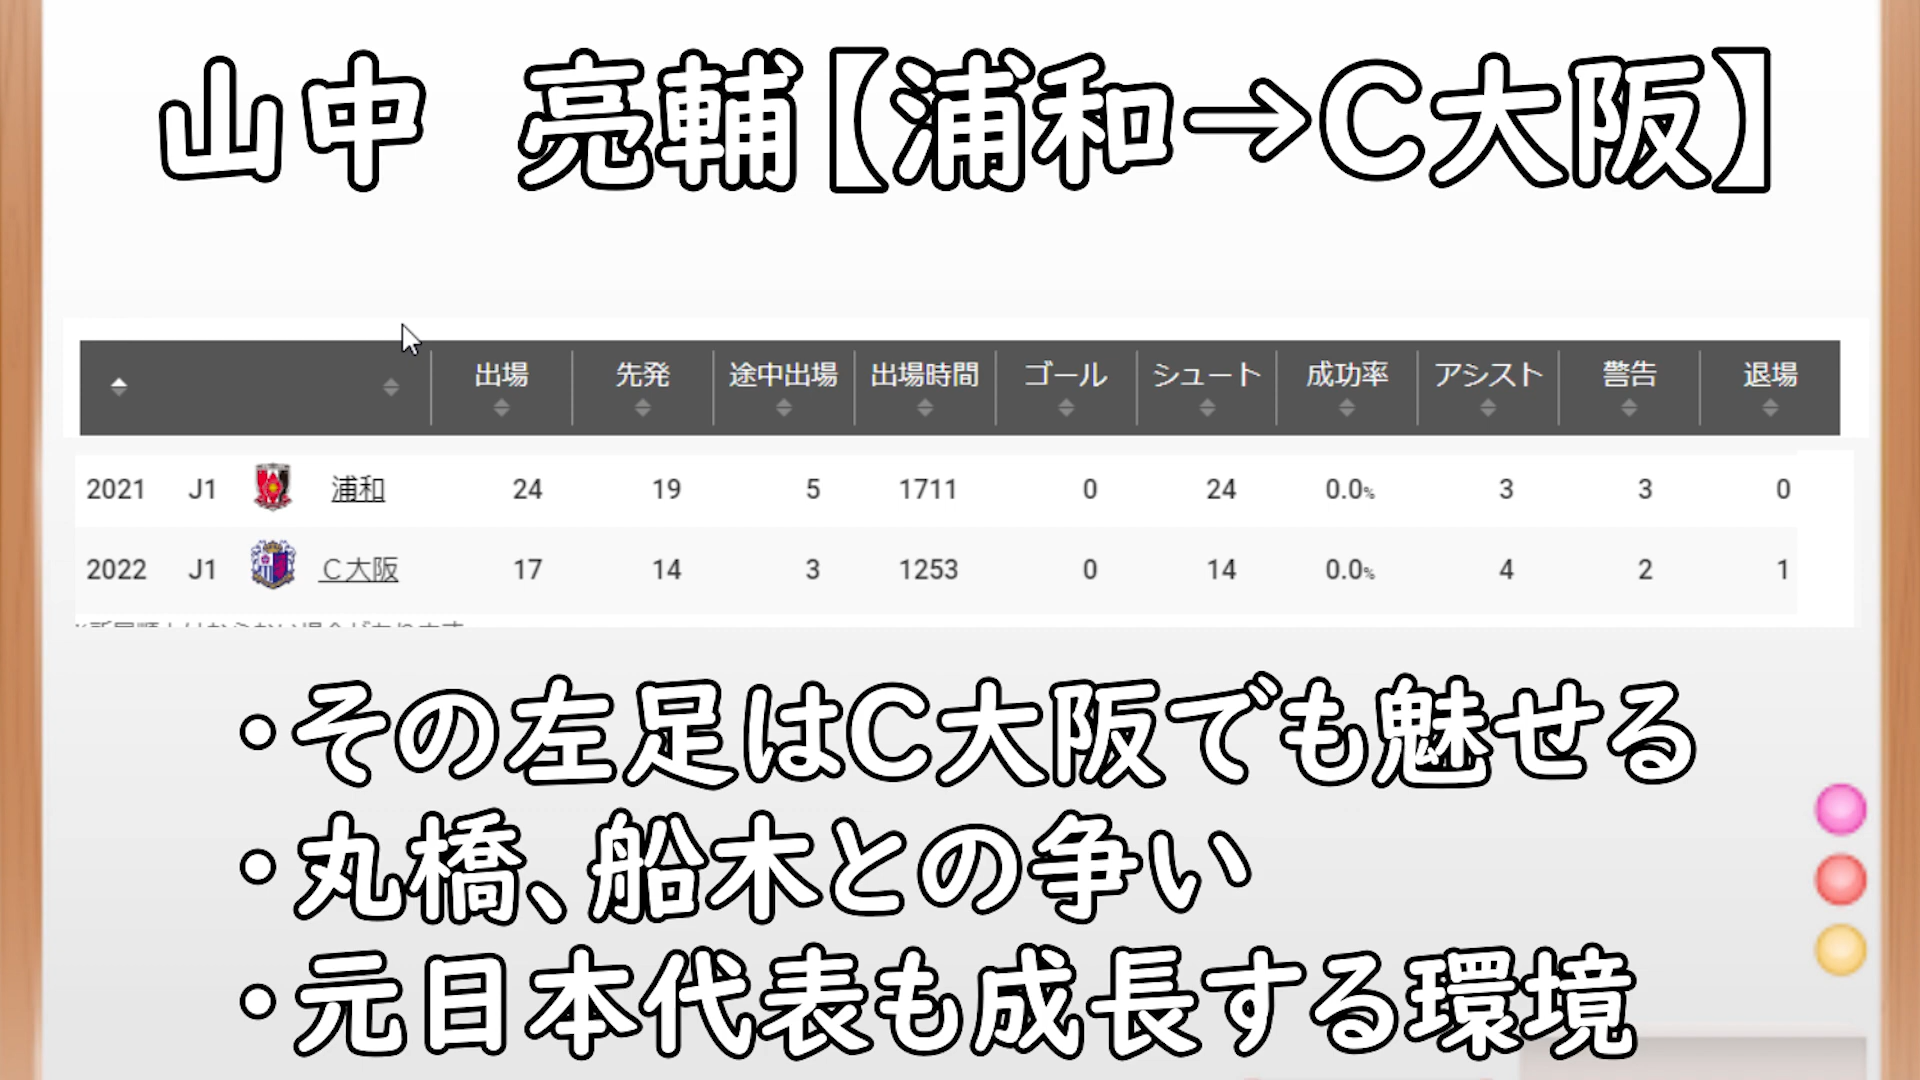 山中 亮輔【浦和→C大阪】
出場 先発 途中出場 出場時間 ゴール シュート 成功率 アシスト 警告 退場
2021 J1 浦和 24 19 5 1711 0 24 0.0% 3 3 0
2022 J1 C大阪 17 14 3 1253 0 14 0.0% 4 2 1
・その左足はC大阪でも魅せる
・丸橋、船木との争い
・元日本代表も成長する環境